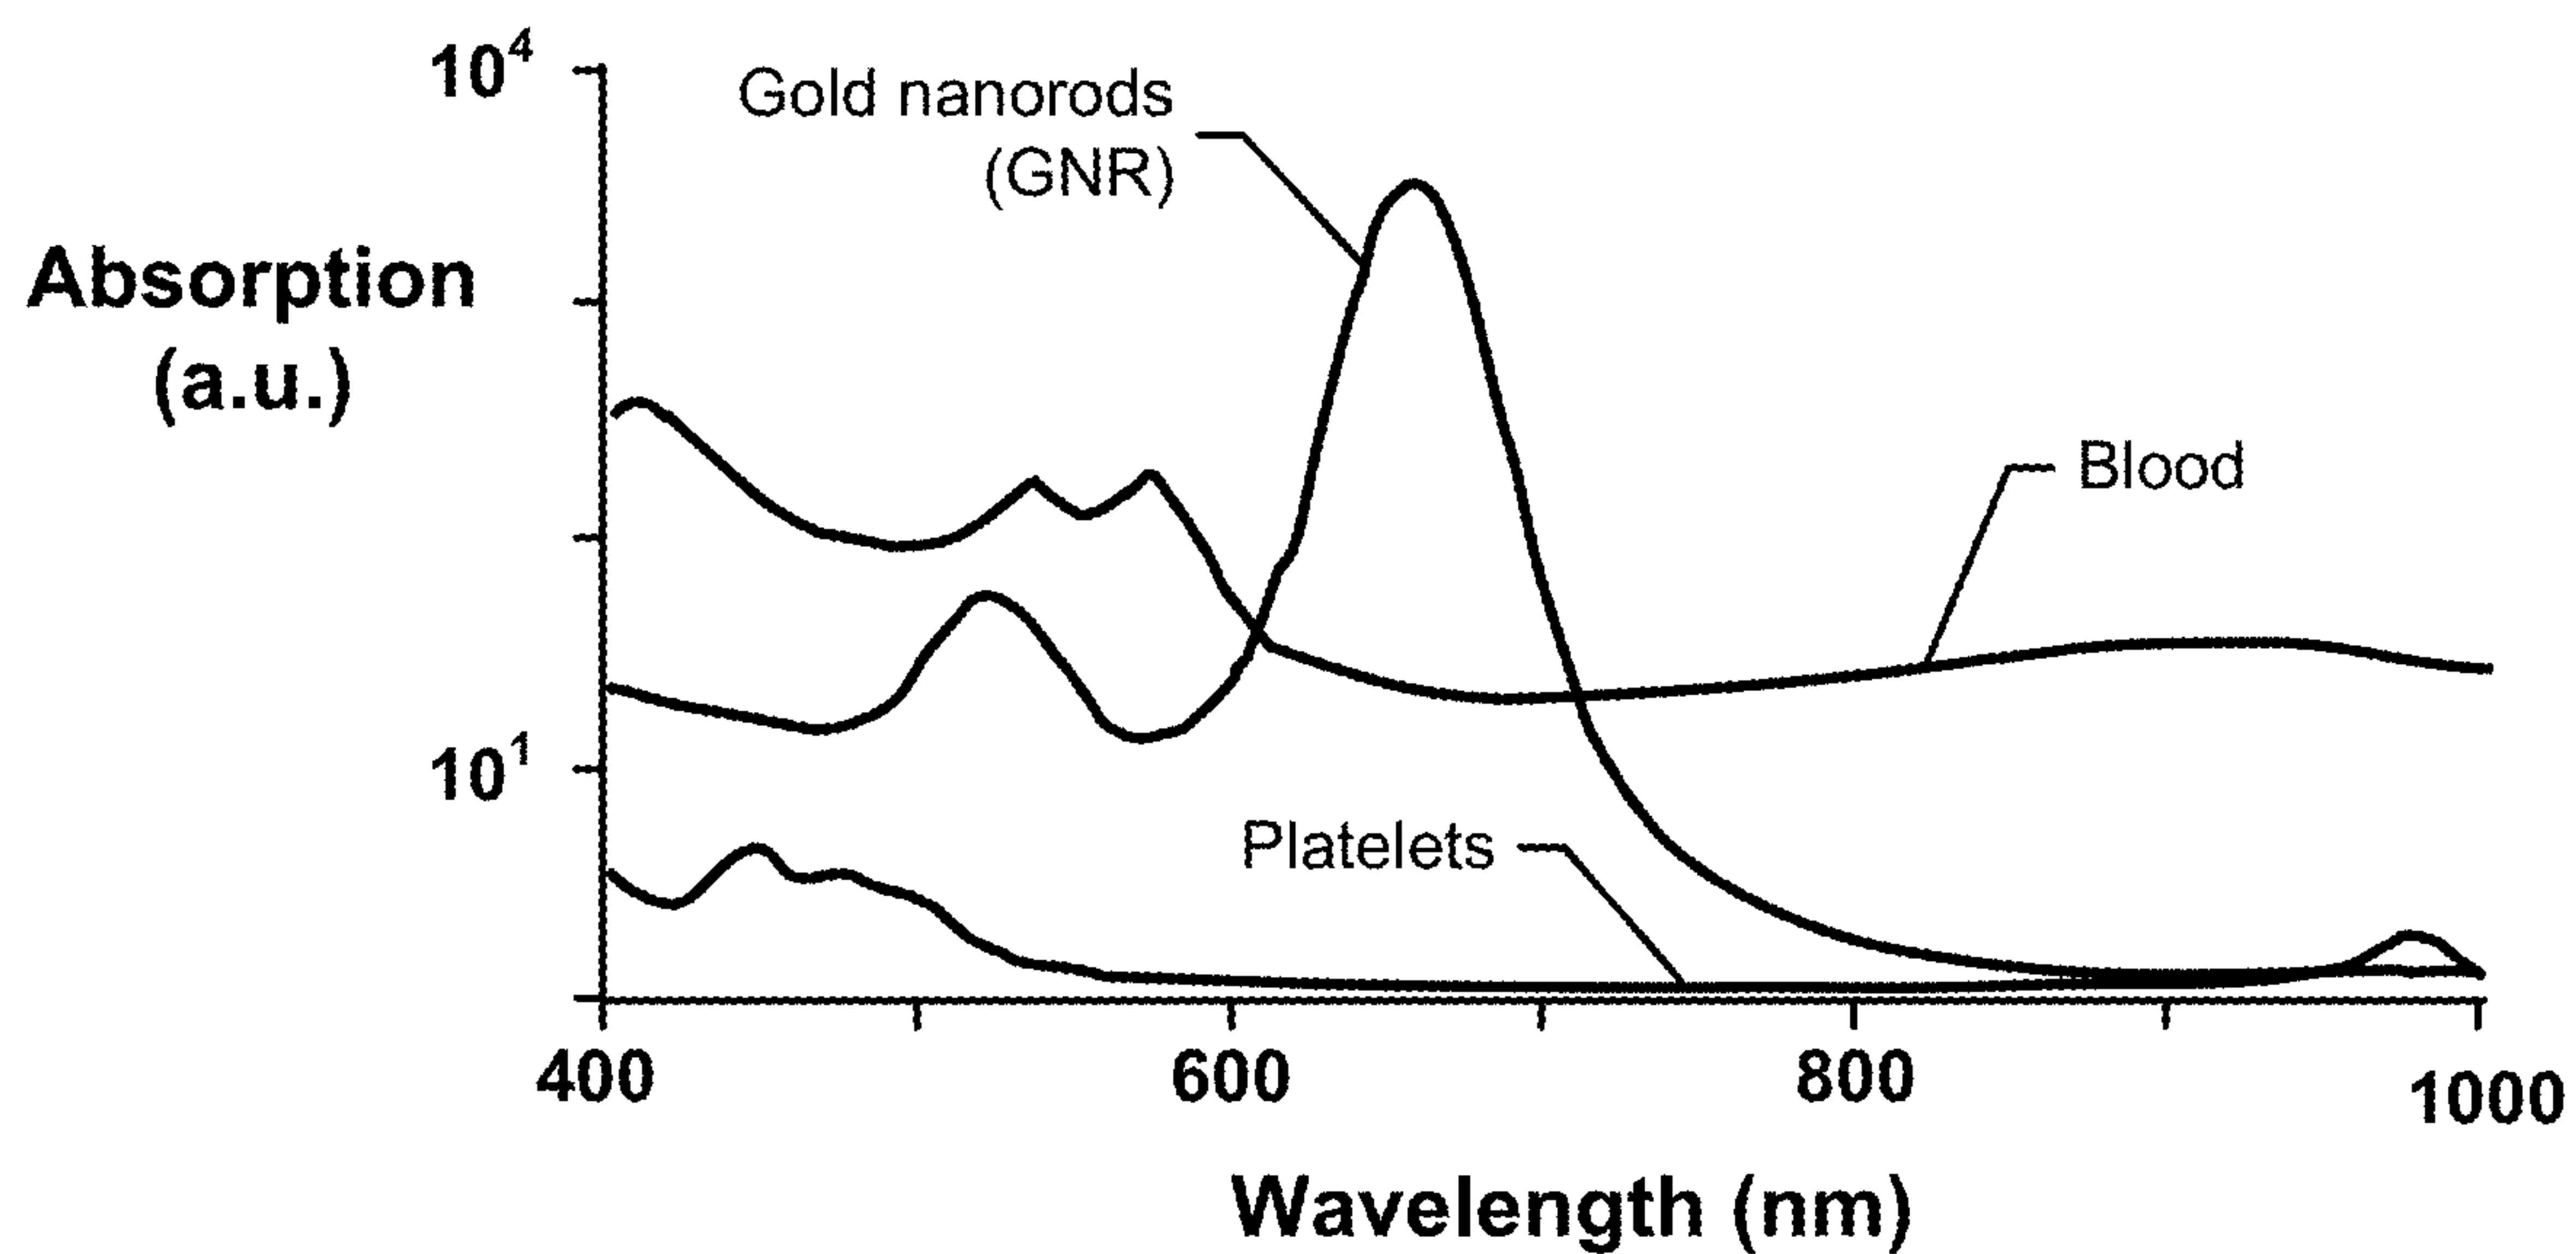 10⁴
Gold nanorods
(GNR)
Absorption
(a.u.)
Blood
10¹
Platelets
400
600
800
1000
Wavelength (nm)